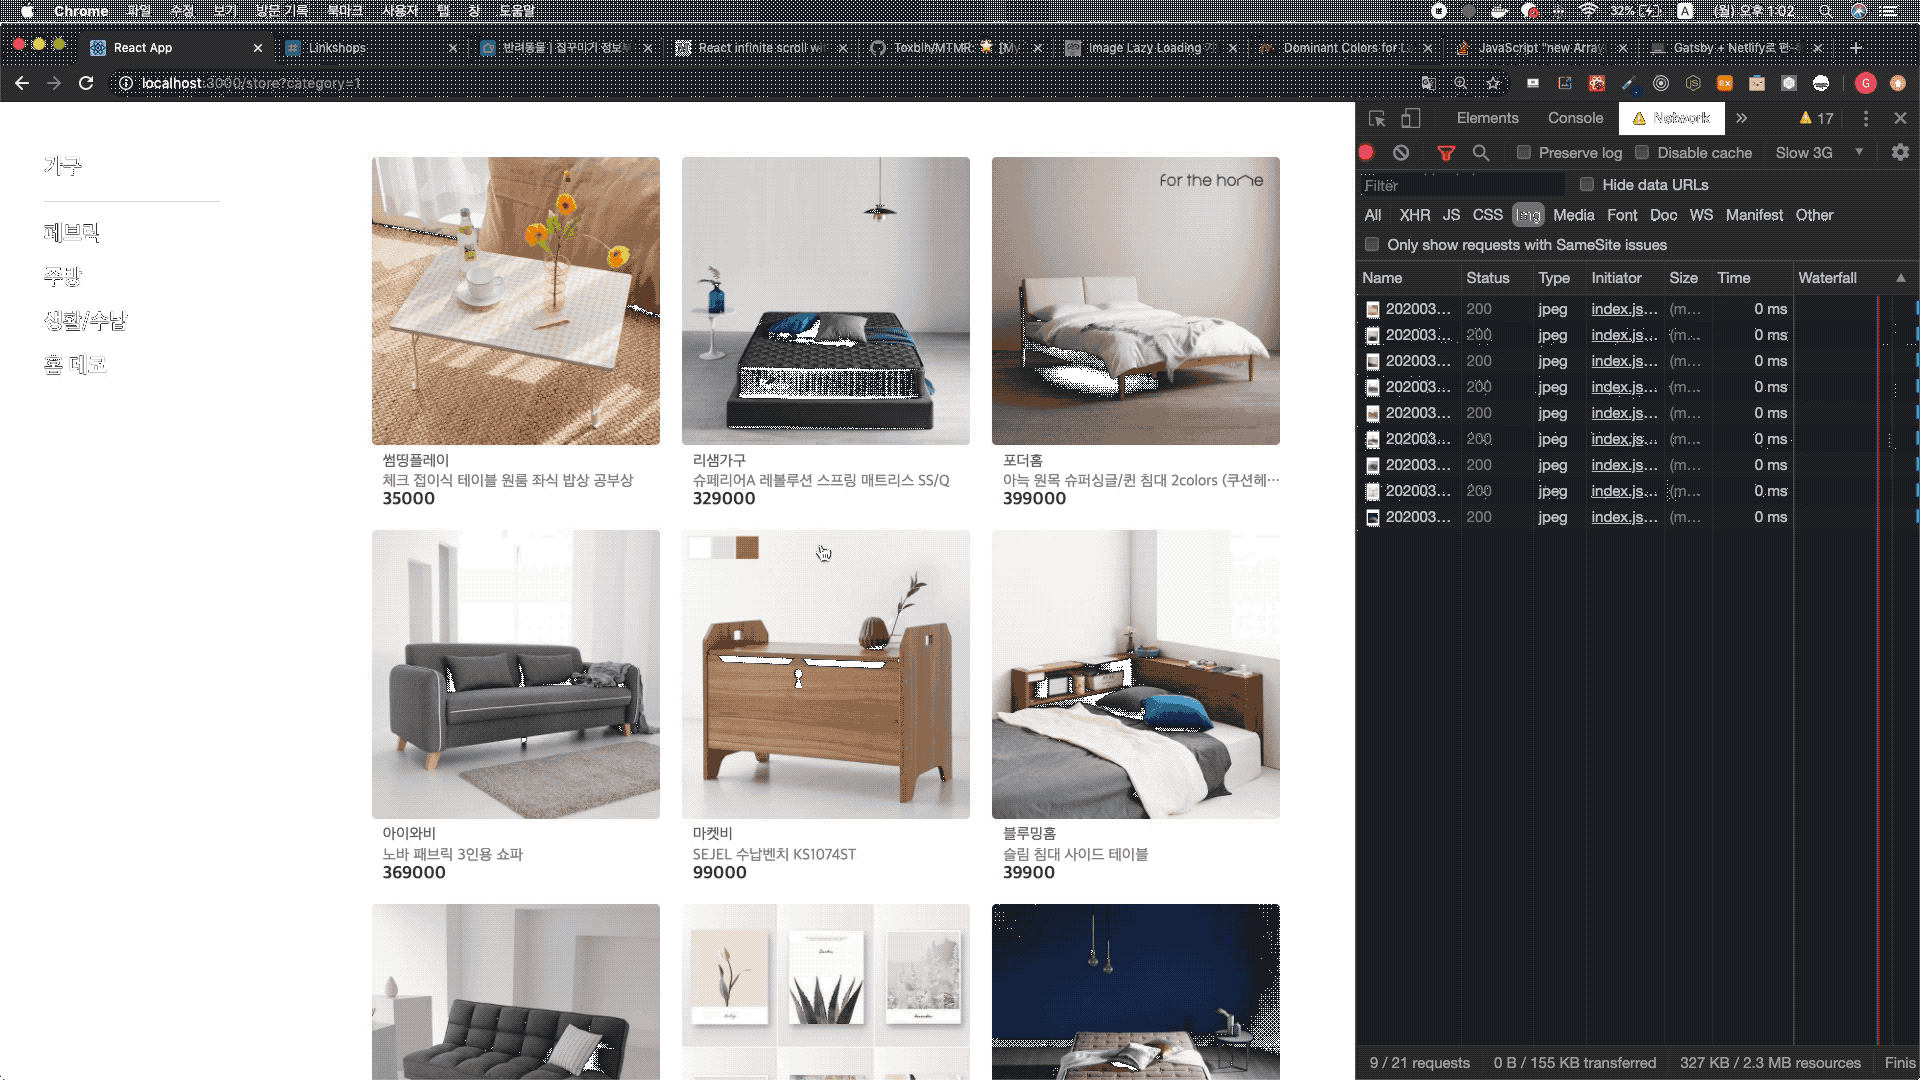 Chrome 파일 수정 보기 방문 기록 북마크 사용자 탭 창 도움말
32% A (월) 오후 1:02
React App
Linkshops
React infinite scroll wit
Toxblh/MTMR: [My
Image Lazy Loading
Dominant Colors for L
JavaScript "new Array
Gatsby + Netlify로 편
localhost:3000/store?category=1
G
가구
페브릭
주방
생활/수납
홈 데코
for the home
썸띵플레이
체크 접이식 테이블 원룸 좌식 밥상 공부상
35000
리샘가구
슈페리어A 레볼루션 스프링 매트리스 SS/Q
329000
포더홈
아늑 원목 슈퍼싱글/퀸 침대 2colors (쿠션헤…
399000
아이와비
노바 패브릭 3인용 쇼파
369000
마켓비
SEJEL 수납벤치 KS1074ST
99000
블루밍홈
슬림 침대 사이드 테이블
39900
Elements Console Network » 17
Preserve log Disable cache Slow 3G
Filter Hide data URLs
All XHR JS CSS Img Media Font Doc WS Manifest Other
Only show requests with SameSite issues
Name Status Type Initiator Size Time Waterfall
202003… 200 jpeg index.js… (m… 0 ms
202003… 200 jpeg index.js… (m… 0 ms
202003… 200 jpeg index.js… (m… 0 ms
202003… 200 jpeg index.js… (m… 0 ms
202003… 200 jpeg index.js… (m… 0 ms
202003… 200 jpeg index.js… (m… 0 ms
202003… 200 jpeg index.js… (m… 0 ms
202003… 200 jpeg index.js… (m… 0 ms
202003… 200 jpeg index.js… (m… 0 ms
9 / 21 requests 0 B / 155 KB transferred 327 KB / 2.3 MB resources Finis